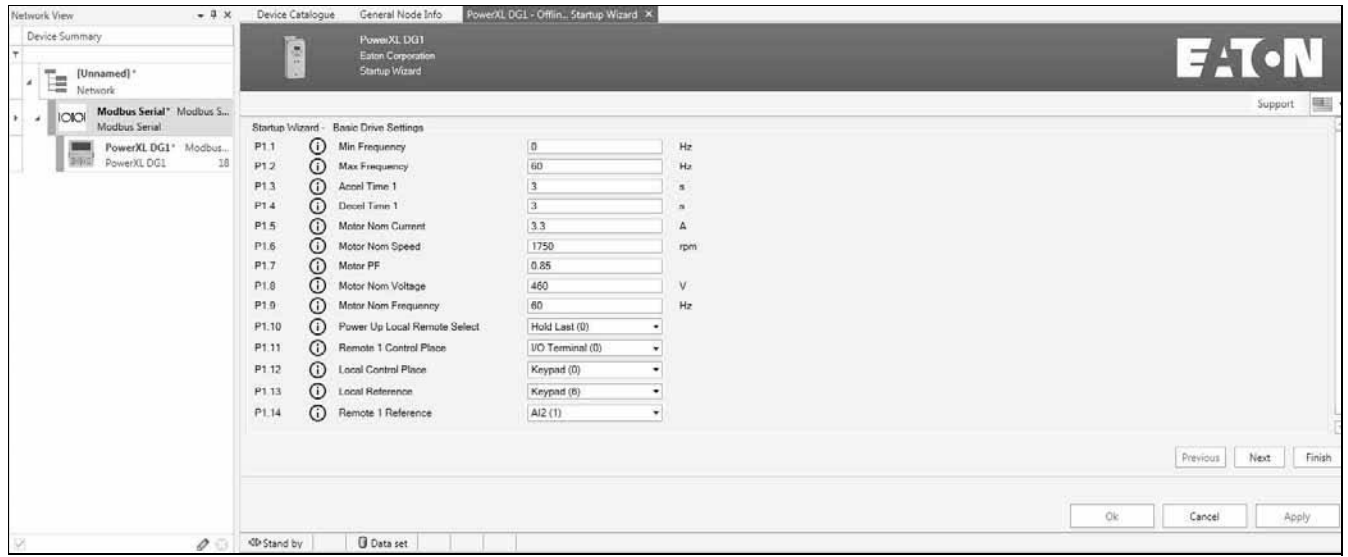 Network View
Device Catalogue General Node Info PowerXL DG1 - Offlin... Startup Wizard X
Device Summary
PowerXL DG1
Eaton Corporation
Startup Wizard
EATON
[Unnamed] *
Network
Support
Modbus Serial* Modbus S...
Modbus Serial
PowerXL DG1* Modbus...
PowerXL DG1 18
Startup Wizard - Basic Drive Settings
P1.1 Min Frequency 0 Hz
P1.2 Max Frequency 60 Hz
P1.3 Accel Time 1 3 s
P1.4 Decel Time 1 3 s
P1.5 Motor Nom Current 3.3 A
P1.6 Motor Nom Speed 1750 rpm
P1.7 Motor PF 0.85
P1.8 Motor Nom Voltage 460 V
P1.9 Motor Nom Frequency 60 Hz
P1.10 Power Up Local Remote Select Hold Last (0)
P1.11 Remote 1 Control Place I/O Terminal (0)
P1.12 Local Control Place Keypad (0)
P1.13 Local Reference Keypad (6)
P1.14 Remote 1 Reference AI2 (1)
Previous Next Finish
Ok Cancel Apply
Stand by Data set